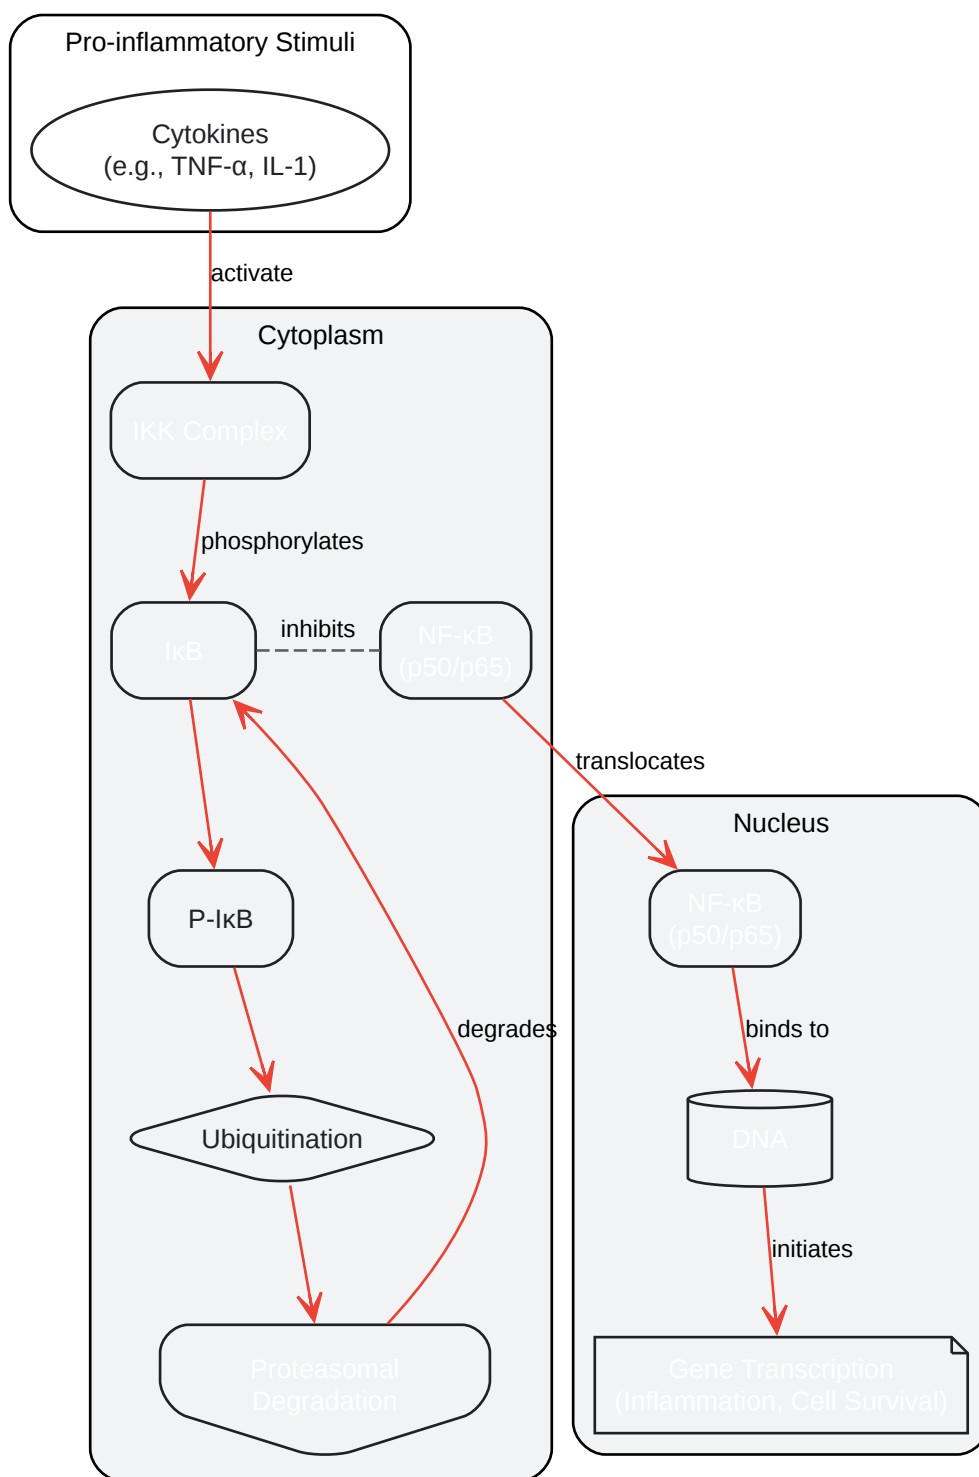 Pro-inflammatory Stimuli
Cytokines
(e.g., TNF-α, IL-1)
activate
Cytoplasm
IKK Complex
phosphorylates
IκB
inhibits
NF-κB
(p50/p65)
translocates
Nucleus
P-IκB
NF-κB
(p50/p65)
degrades
binds to
Ubiquitination
DNA
initiates
Proteasomal
Degradation
Gene Transcription
(Inflammation, Cell Survival)